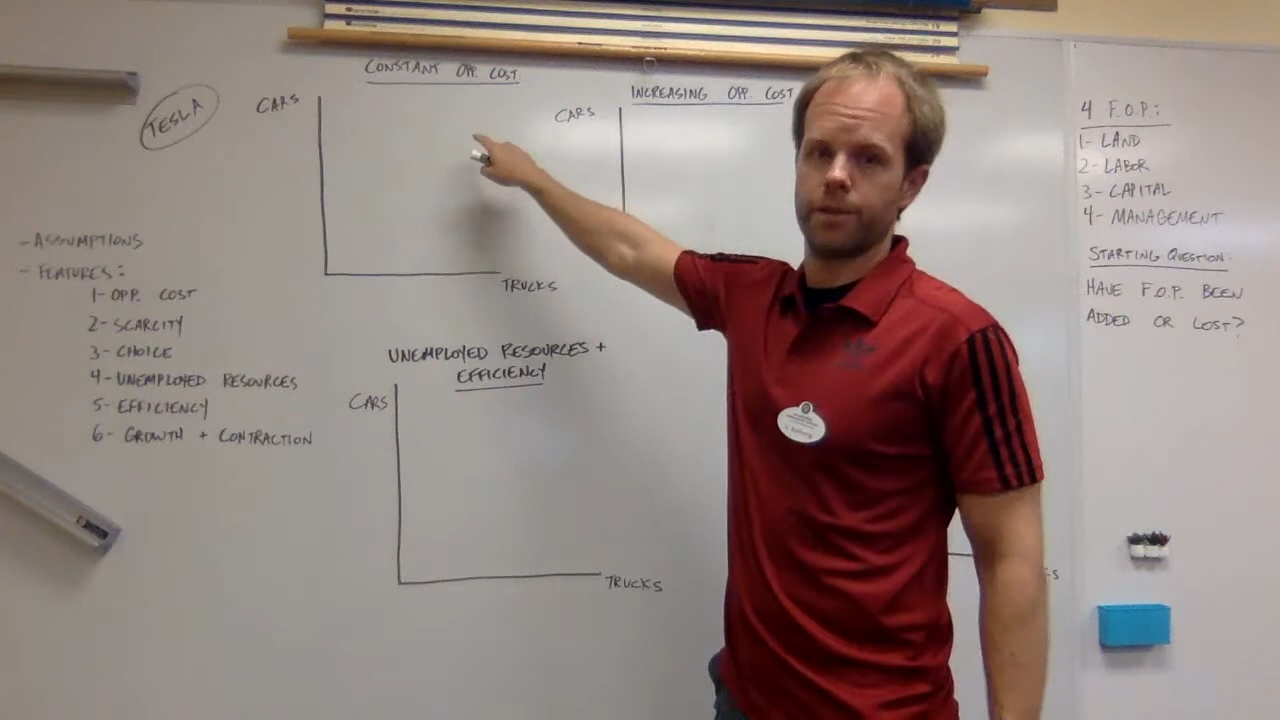 CONSTANT OPP. COST
TESLA
CARS
TRUCKS
INCREASING OPP. COST
CARS
- ASSUMPTIONS
- FEATURES:
1- OPP. COST
2- SCARCITY
3- CHOICE
4- UNEMPLOYED RESOURCES
5- EFFICIENCY
6- GROWTH + CONTRACTION
UNEMPLOYED RESOURCES +
EFFICIENCY
CARS
TRUCKS
4 F.O.P.:
1- LAND
2- LABOR
3- CAPITAL
4- MANAGEMENT
STARTING QUESTION:
HAVE F.O.P. BEEN
ADDED OR LOST?